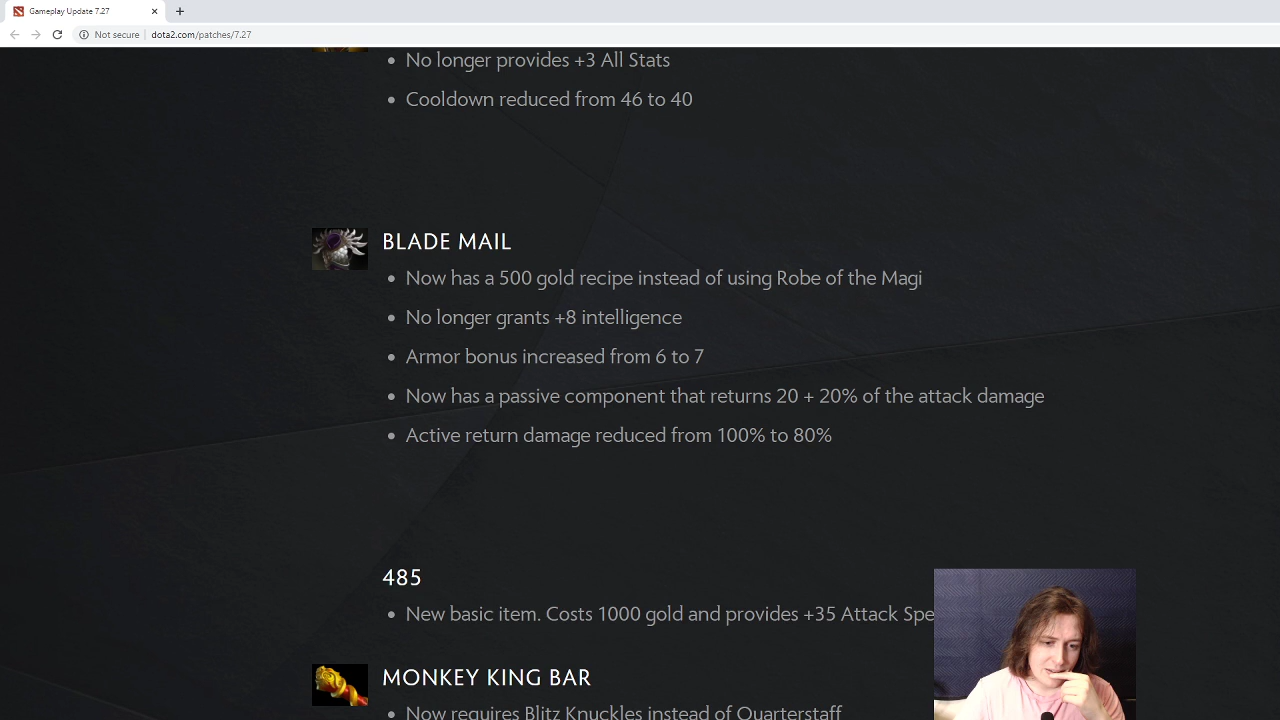 Gameplay Update 7.27
Not secure
dota2.com/patches/7.27
No longer provides +3 All Stats
Cooldown reduced from 46 to 40
BLADE MAIL
Now has a 500 gold recipe instead of using Robe of the Magi
No longer grants +8 intelligence
Armor bonus increased from 6 to 7
Now has a passive component that returns 20 + 20% of the attack damage
Active return damage reduced from 100% to 80%
485
New basic item. Costs 1000 gold and provides +35 Attack Spe
MONKEY KING BAR
Now requires Blitz Knuckles instead of Quarterstaff